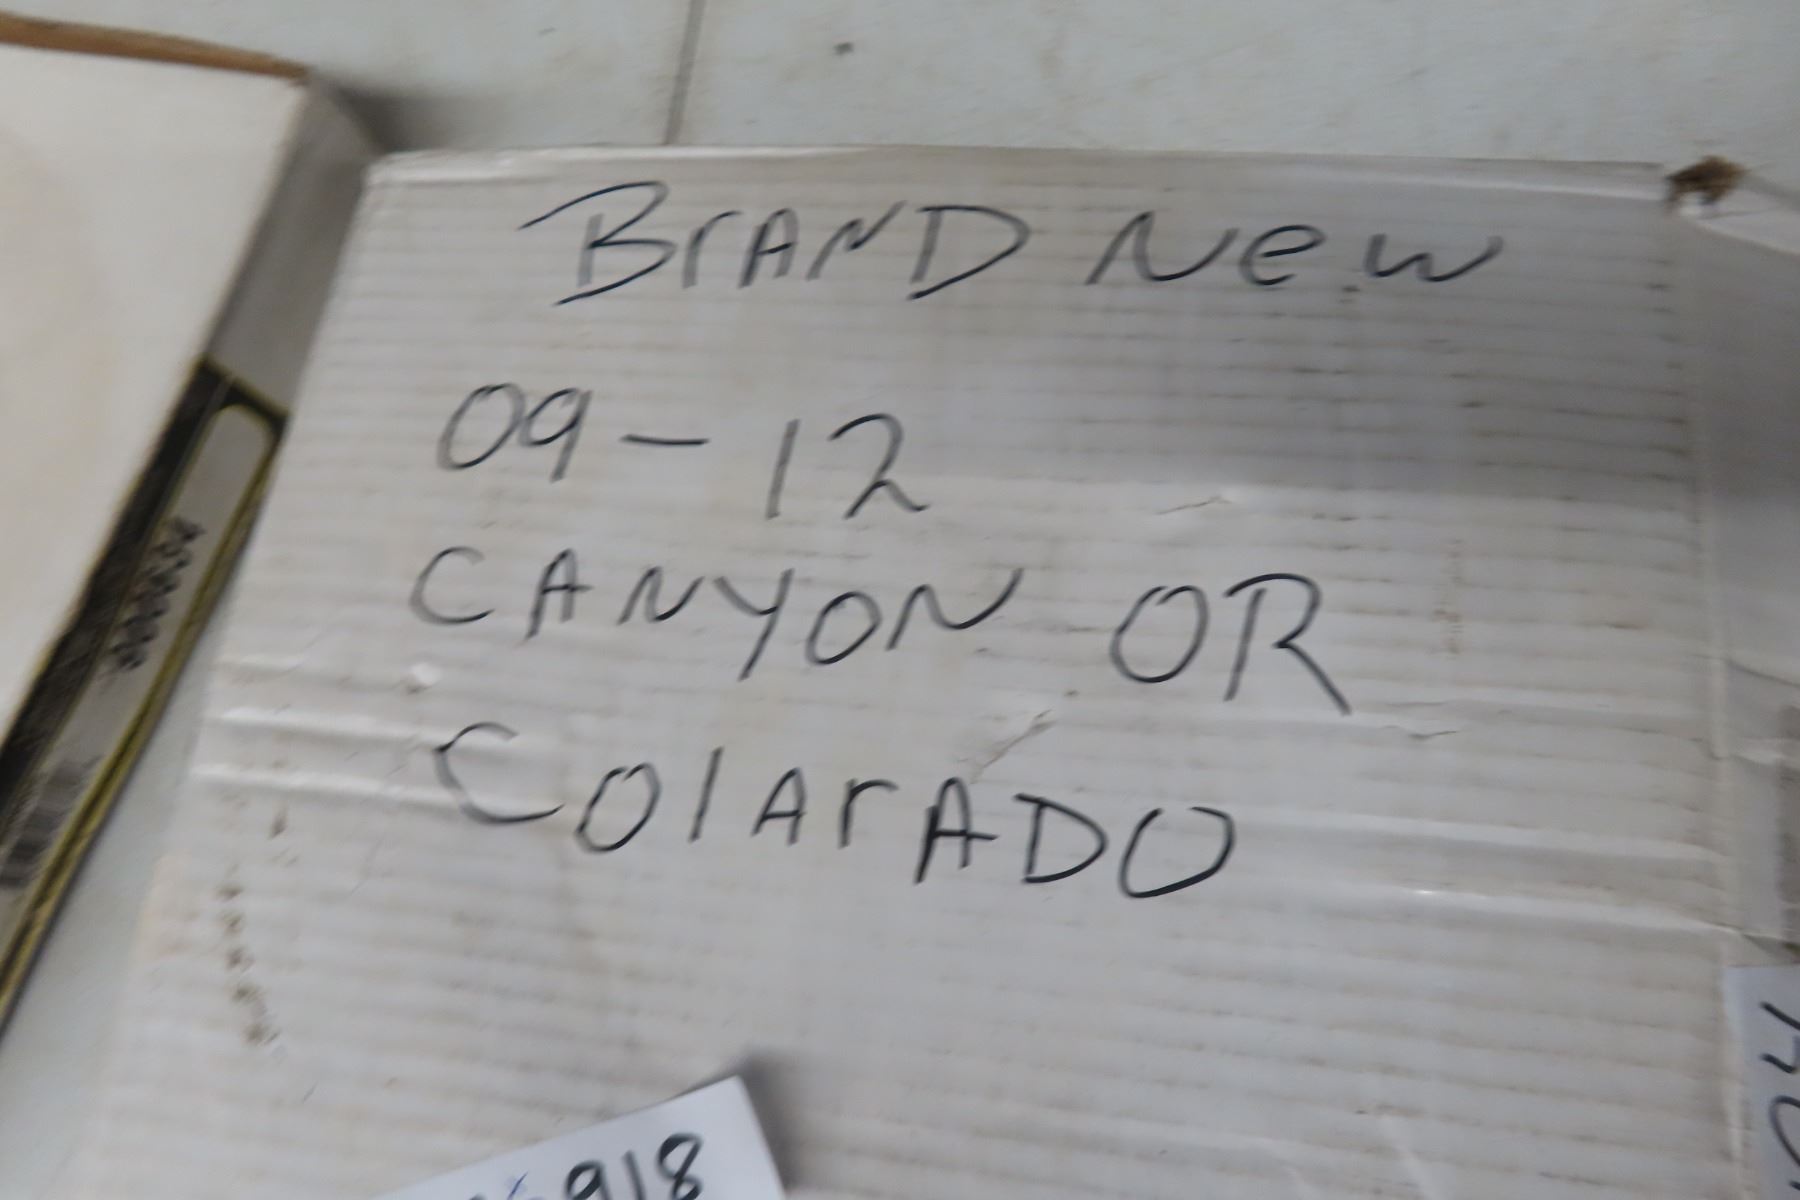 BrAND New
09-12
CANYON OR
ColArADO
918